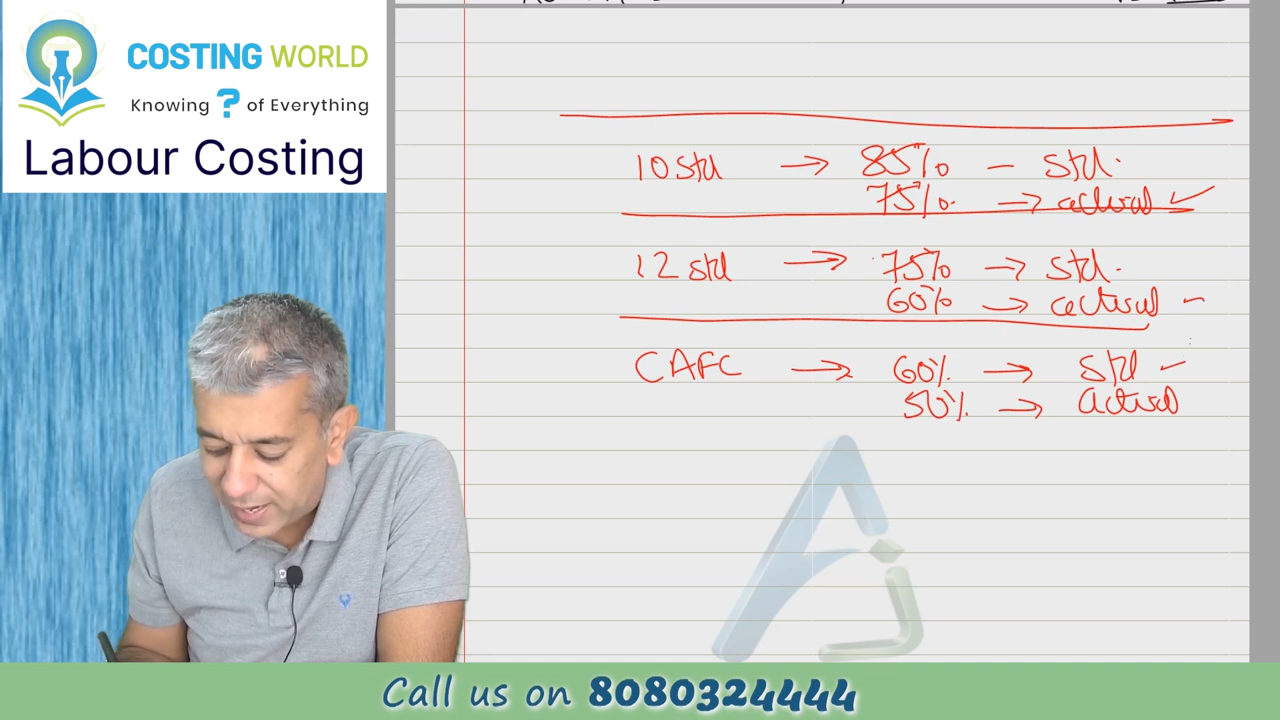 COSTING WORLD
Knowing ? of Everything
Labour Costing
10 Std → 85% – Std.
75% → actual ✓
12 Std → 75% → Std.
60% → actual –
CAFC → 60% → Std ✓
50% → Actual
Call us on 8080324444